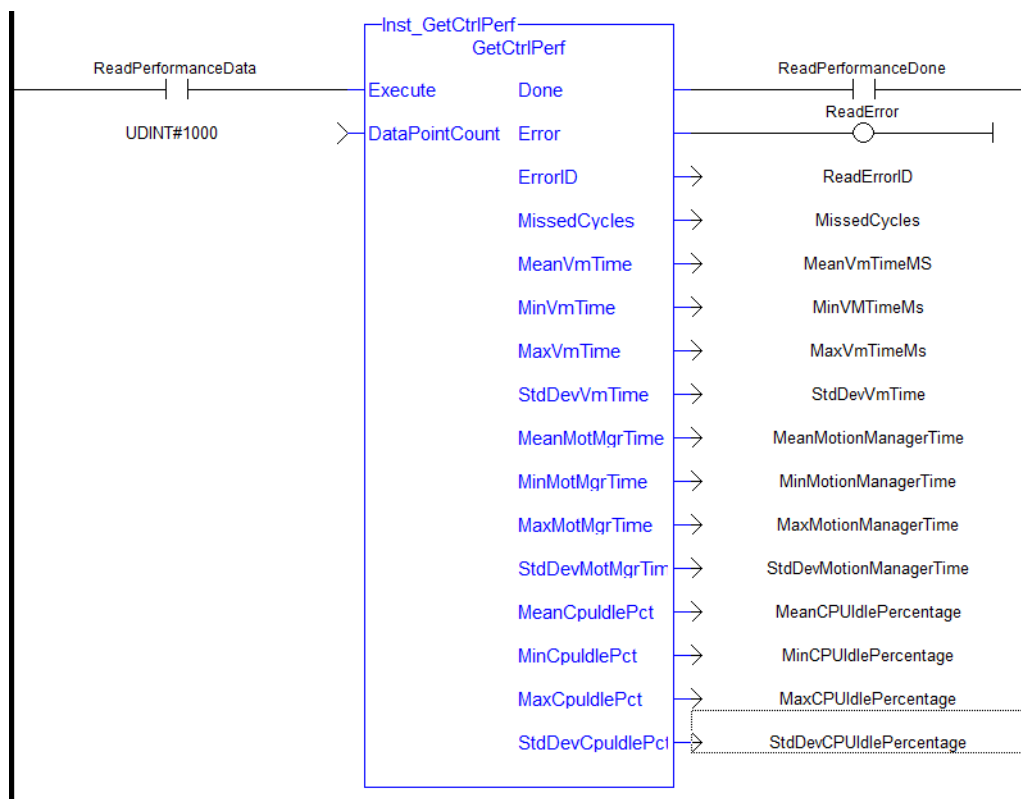 Inst_GetCtrlPerf
GetCtrlPerf
ReadPerformanceData
Execute
Done
ReadPerformanceDone
UDINT#1000
DataPointCount
Error
ReadError
ErrorID
ReadErrorID
MissedCycles
MissedCycles
MeanVmTime
MeanVmTimeMS
MinVmTime
MinVMTimeMs
MaxVmTime
MaxVmTimeMs
StdDevVmTime
StdDevVmTime
MeanMotMgrTime
MeanMotionManagerTime
MinMotMgrTime
MinMotionManagerTime
MaxMotMgrTime
MaxMotionManagerTime
StdDevMotMgrTim
StdDevMotionManagerTime
MeanCpuIdlePct
MeanCPUIdlePercentage
MinCpuIdlePct
MinCPUIdlePercentage
MaxCpuIdlePct
MaxCPUIdlePercentage
StdDevCpuIdlePct
StdDevCPUIdlePercentage